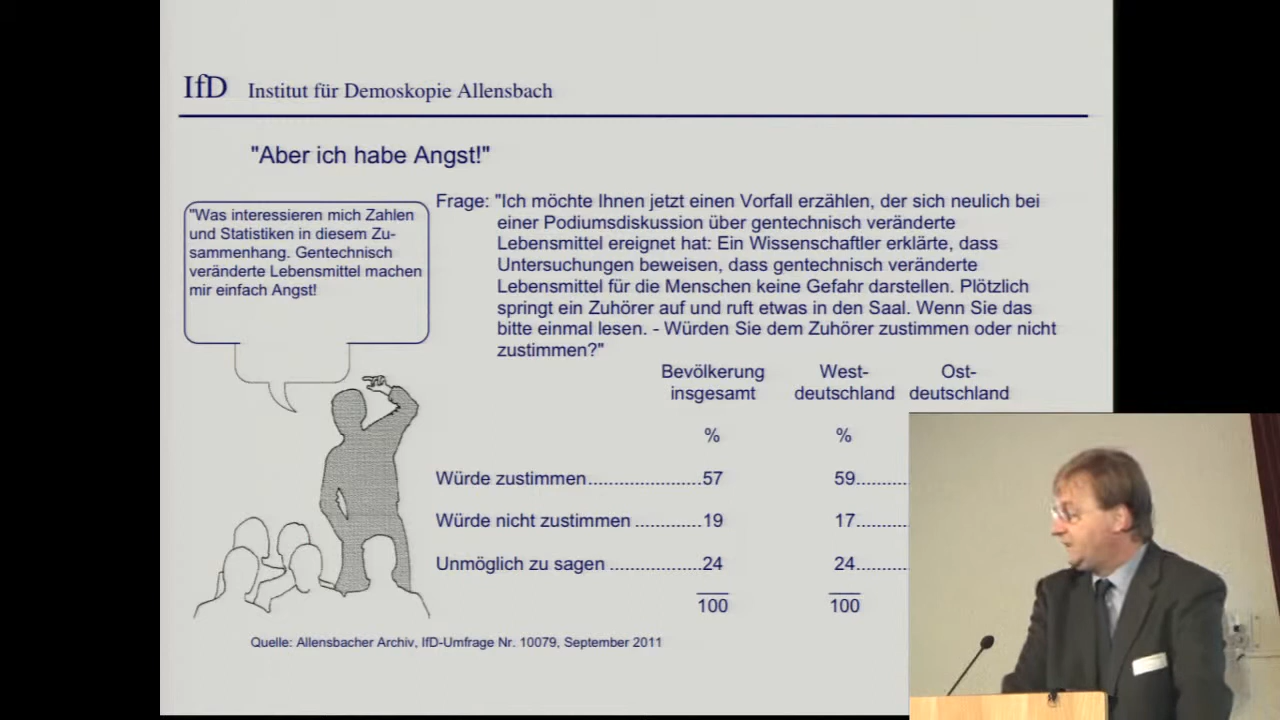 IfD Institut für Demoskopie Allensbach
"Aber ich habe Angst!"
"Was interessieren mich Zahlen
und Statistiken in diesem Zu-
sammenhang. Gentechnisch
veränderte Lebensmittel machen
mir einfach Angst!
Frage: "Ich möchte Ihnen jetzt einen Vorfall erzählen, der sich neulich bei
einer Podiumsdiskussion über gentechnisch veränderte
Lebensmittel ereignet hat: Ein Wissenschaftler erklärte, dass
Untersuchungen beweisen, dass gentechnisch veränderte
Lebensmittel für die Menschen keine Gefahr darstellen. Plötzlich
springt ein Zuhörer auf und ruft etwas in den Saal. Wenn Sie das
bitte einmal lesen. - Würden Sie dem Zuhörer zustimmen oder nicht
zustimmen?"
Bevölkerung West- Ost-
insgesamt deutschland deutschland
% %
Würde zustimmen......................57 59.........
Würde nicht zustimmen .............19 17.........
Unmöglich zu sagen ..................24 24.........
100 100
Quelle: Allensbacher Archiv, IfD-Umfrage Nr. 10079, September 2011